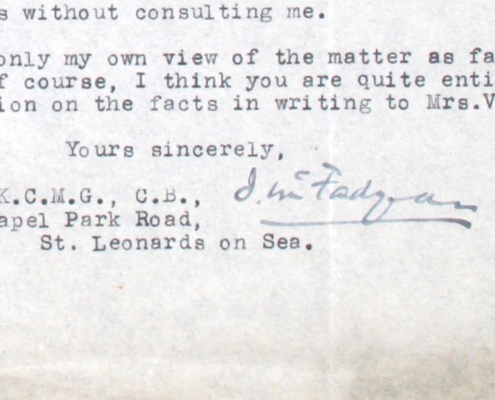 s without consulting me.
only my own view of the matter as fa
f course, I think you are quite enti
ion on the facts in writing to Mrs.V
Yours sincerely,
K.C.M.G., C.B., J. McFadyean
apel Park Road,
St. Leonards on Sea.